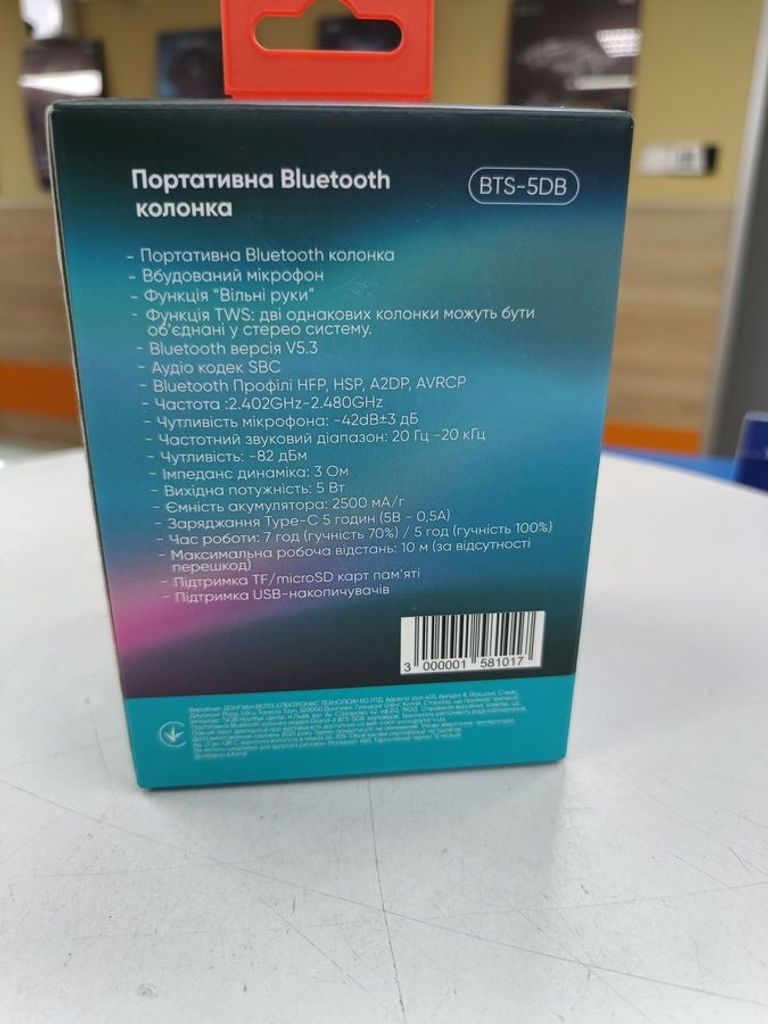 Портативна Bluetooth
колонка
BTS-5DB
- Портативна Bluetooth колонка
- Вбудований мікрофон
- Функція "Вільні руки"
- Функція TWS: дві однакових колонки можуть бути
об'єднані у стерео систему.
- Bluetooth версія V5.3
- Аудіо кодек SBC
- Bluetooth Профілі HFP, HSP, A2DP, AVRCP
- Частота :2.402GHz-2.480GHz
- Чутливість мікрофона: -42dB±3 дБ
- Частотний звуковий діапазон: 20 Гц -20 кГц
- Чутливість: -82 дБм
- Імпеданс динаміка: 3 Ом
- Вихідна потужність: 5 Вт
- Ємність акумулятора: 2500 мА/г
- Заряджання Type-C 5 годин (5В - 0,5А)
- Час роботи: 7 год (гучність 70%) / 5 год (гучність 100%)
- Максимальна робоча відстань: 10 м (за відсутності
перешкод)
- Підтримка TF/microSD карт пам'яті
- Підтримка USB-накопичувачів
3 000001 581017